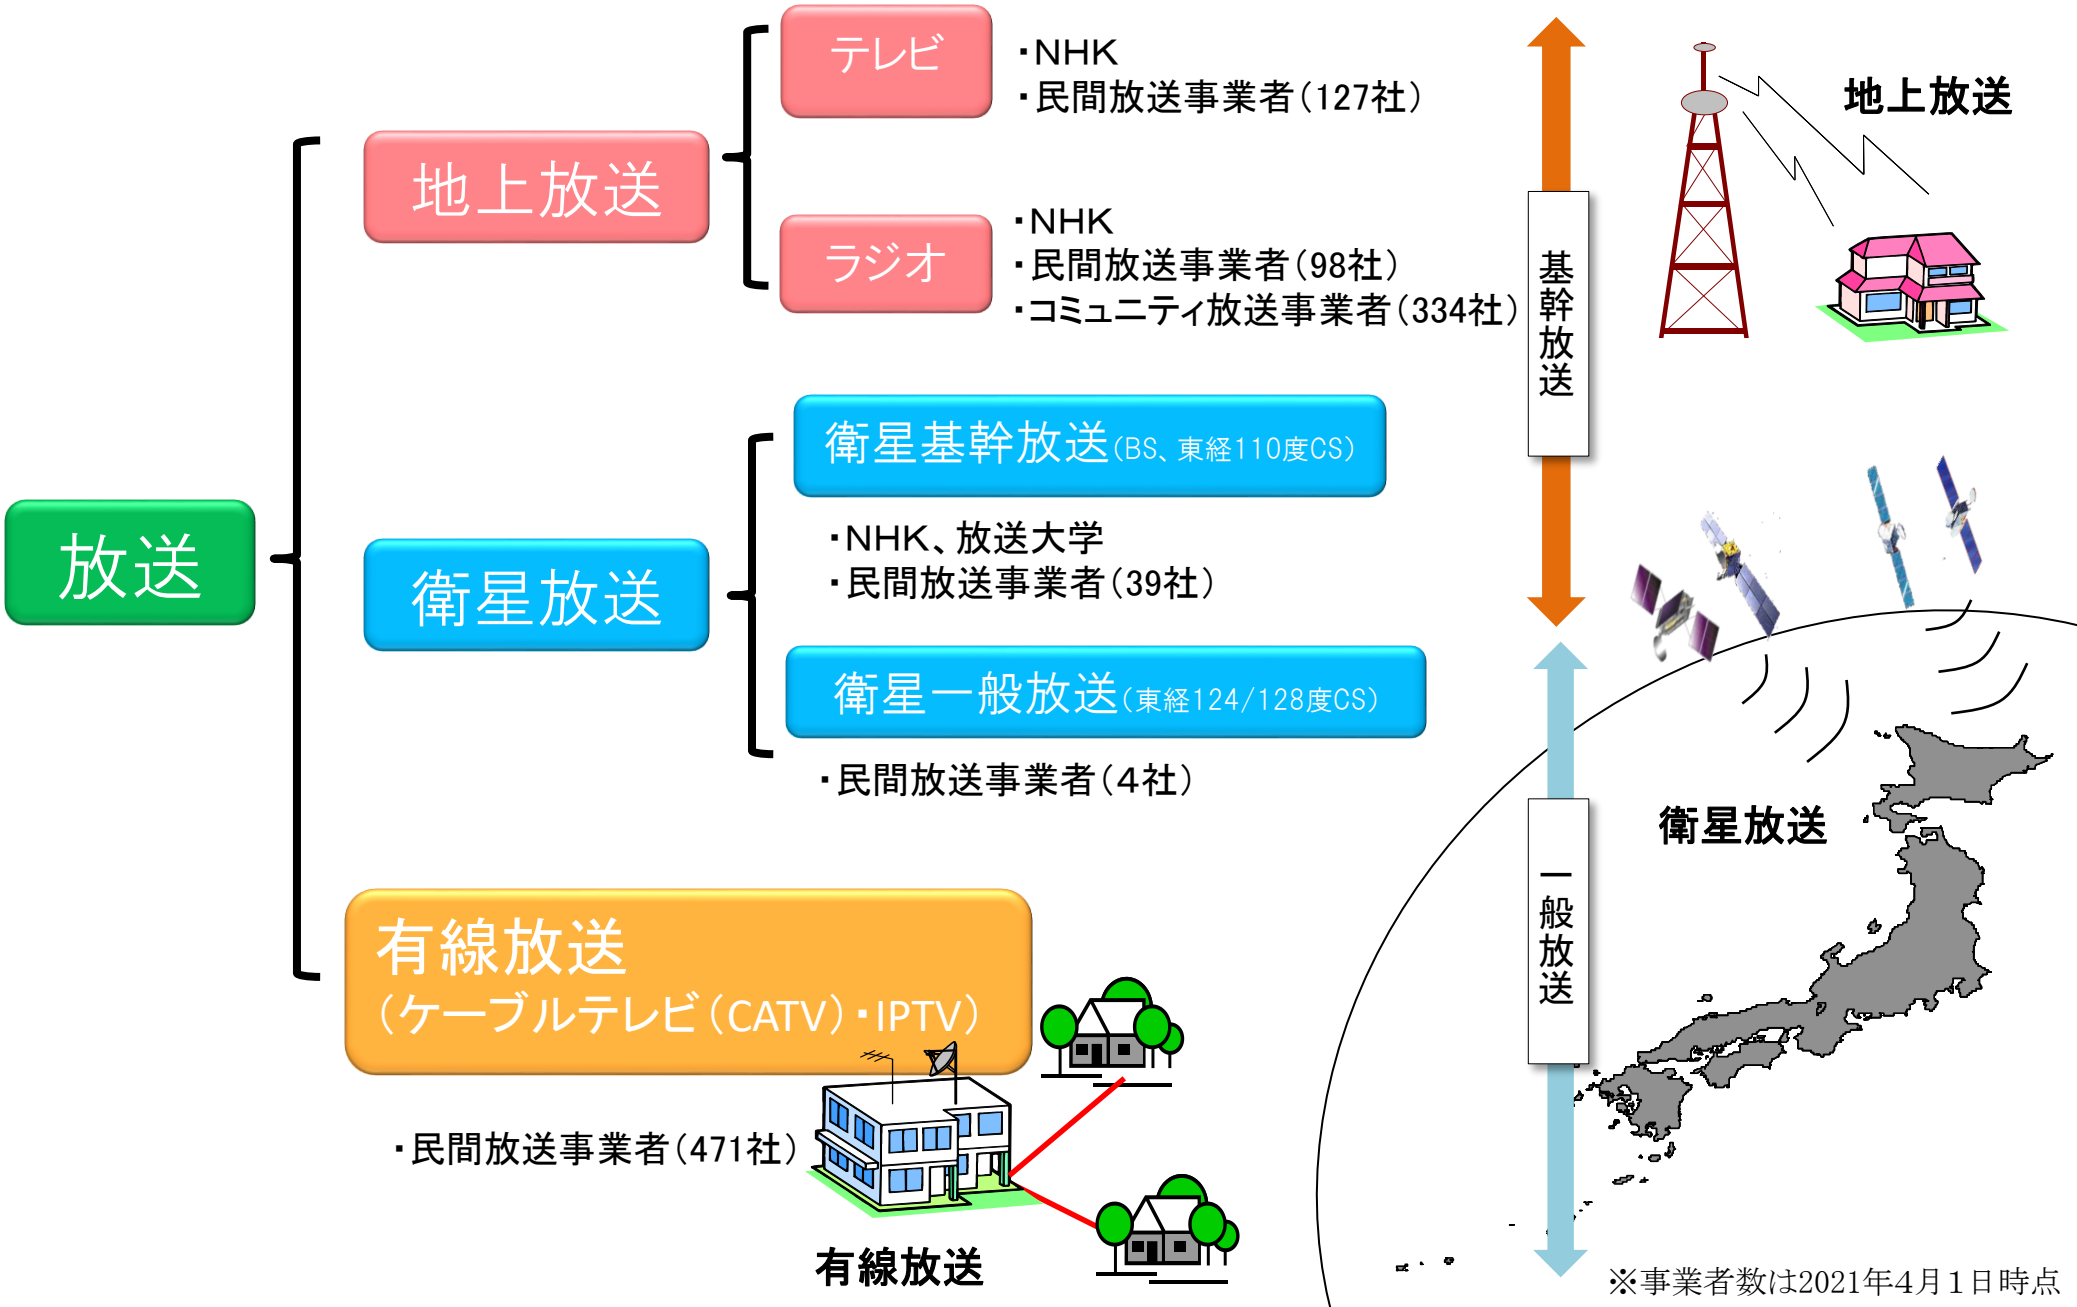 放送
地上放送
テレビ
・NHK
・民間放送事業者（127社）
ラジオ
・NHK
・民間放送事業者（98社）
・コミュニティ放送事業者（334社）
衛星放送
衛星基幹放送（BS、東経110度CS）
・NHK、放送大学
・民間放送事業者（39社）
衛星一般放送（東経124/128度CS）
・民間放送事業者（4社）
有線放送
（ケーブルテレビ（CATV）・IPTV）
・民間放送事業者（471社）
有線放送
基幹放送
一般放送
地上放送
衛星放送
※事業者数は2021年4月１日時点